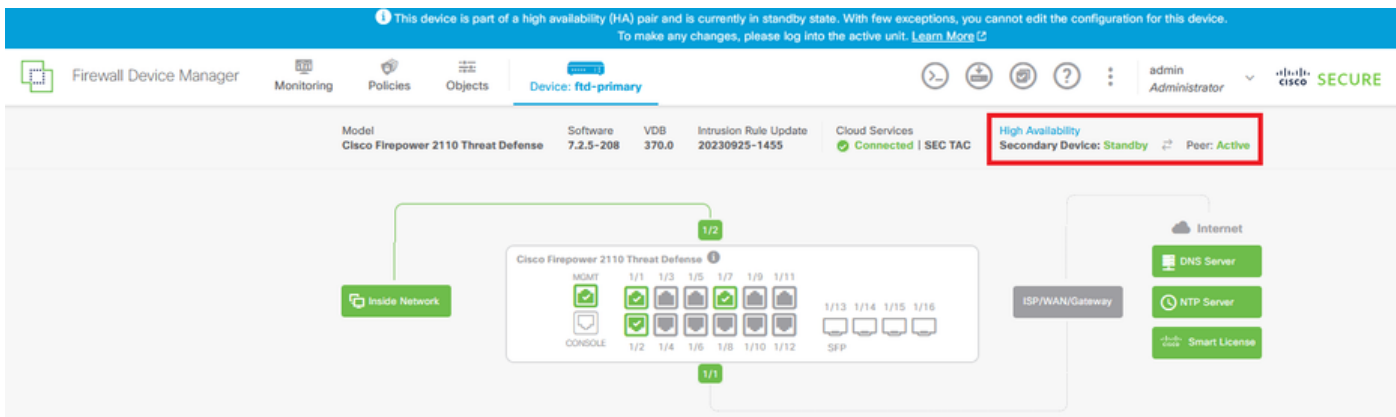 This device is part of a high availability (HA) pair and is currently in standby state. With few exceptions, you cannot edit the configuration for this device.
To make any changes, please log into the active unit. Learn More
Firewall Device Manager
Monitoring
Policies
Objects
Device: ftd-primary
admin
Administrator
cisco SECURE
Model
Cisco Firepower 2110 Threat Defense
Software
7.2.5-208
VDB
370.0
Intrusion Rule Update
20230925-1455
Cloud Services
Connected | SEC TAC
High Availability
Secondary Device: Standby Peer: Active
1/2
Internet
Cisco Firepower 2110 Threat Defense
MGMT 1/1 1/3 1/5 1/7 1/9 1/11
DNS Server
Inside Network
1/13 1/14 1/15 1/16
ISP/WAN/Gateway
NTP Server
CONSOLE 1/2 1/4 1/6 1/8 1/10 1/12 SFP
Smart License
1/1